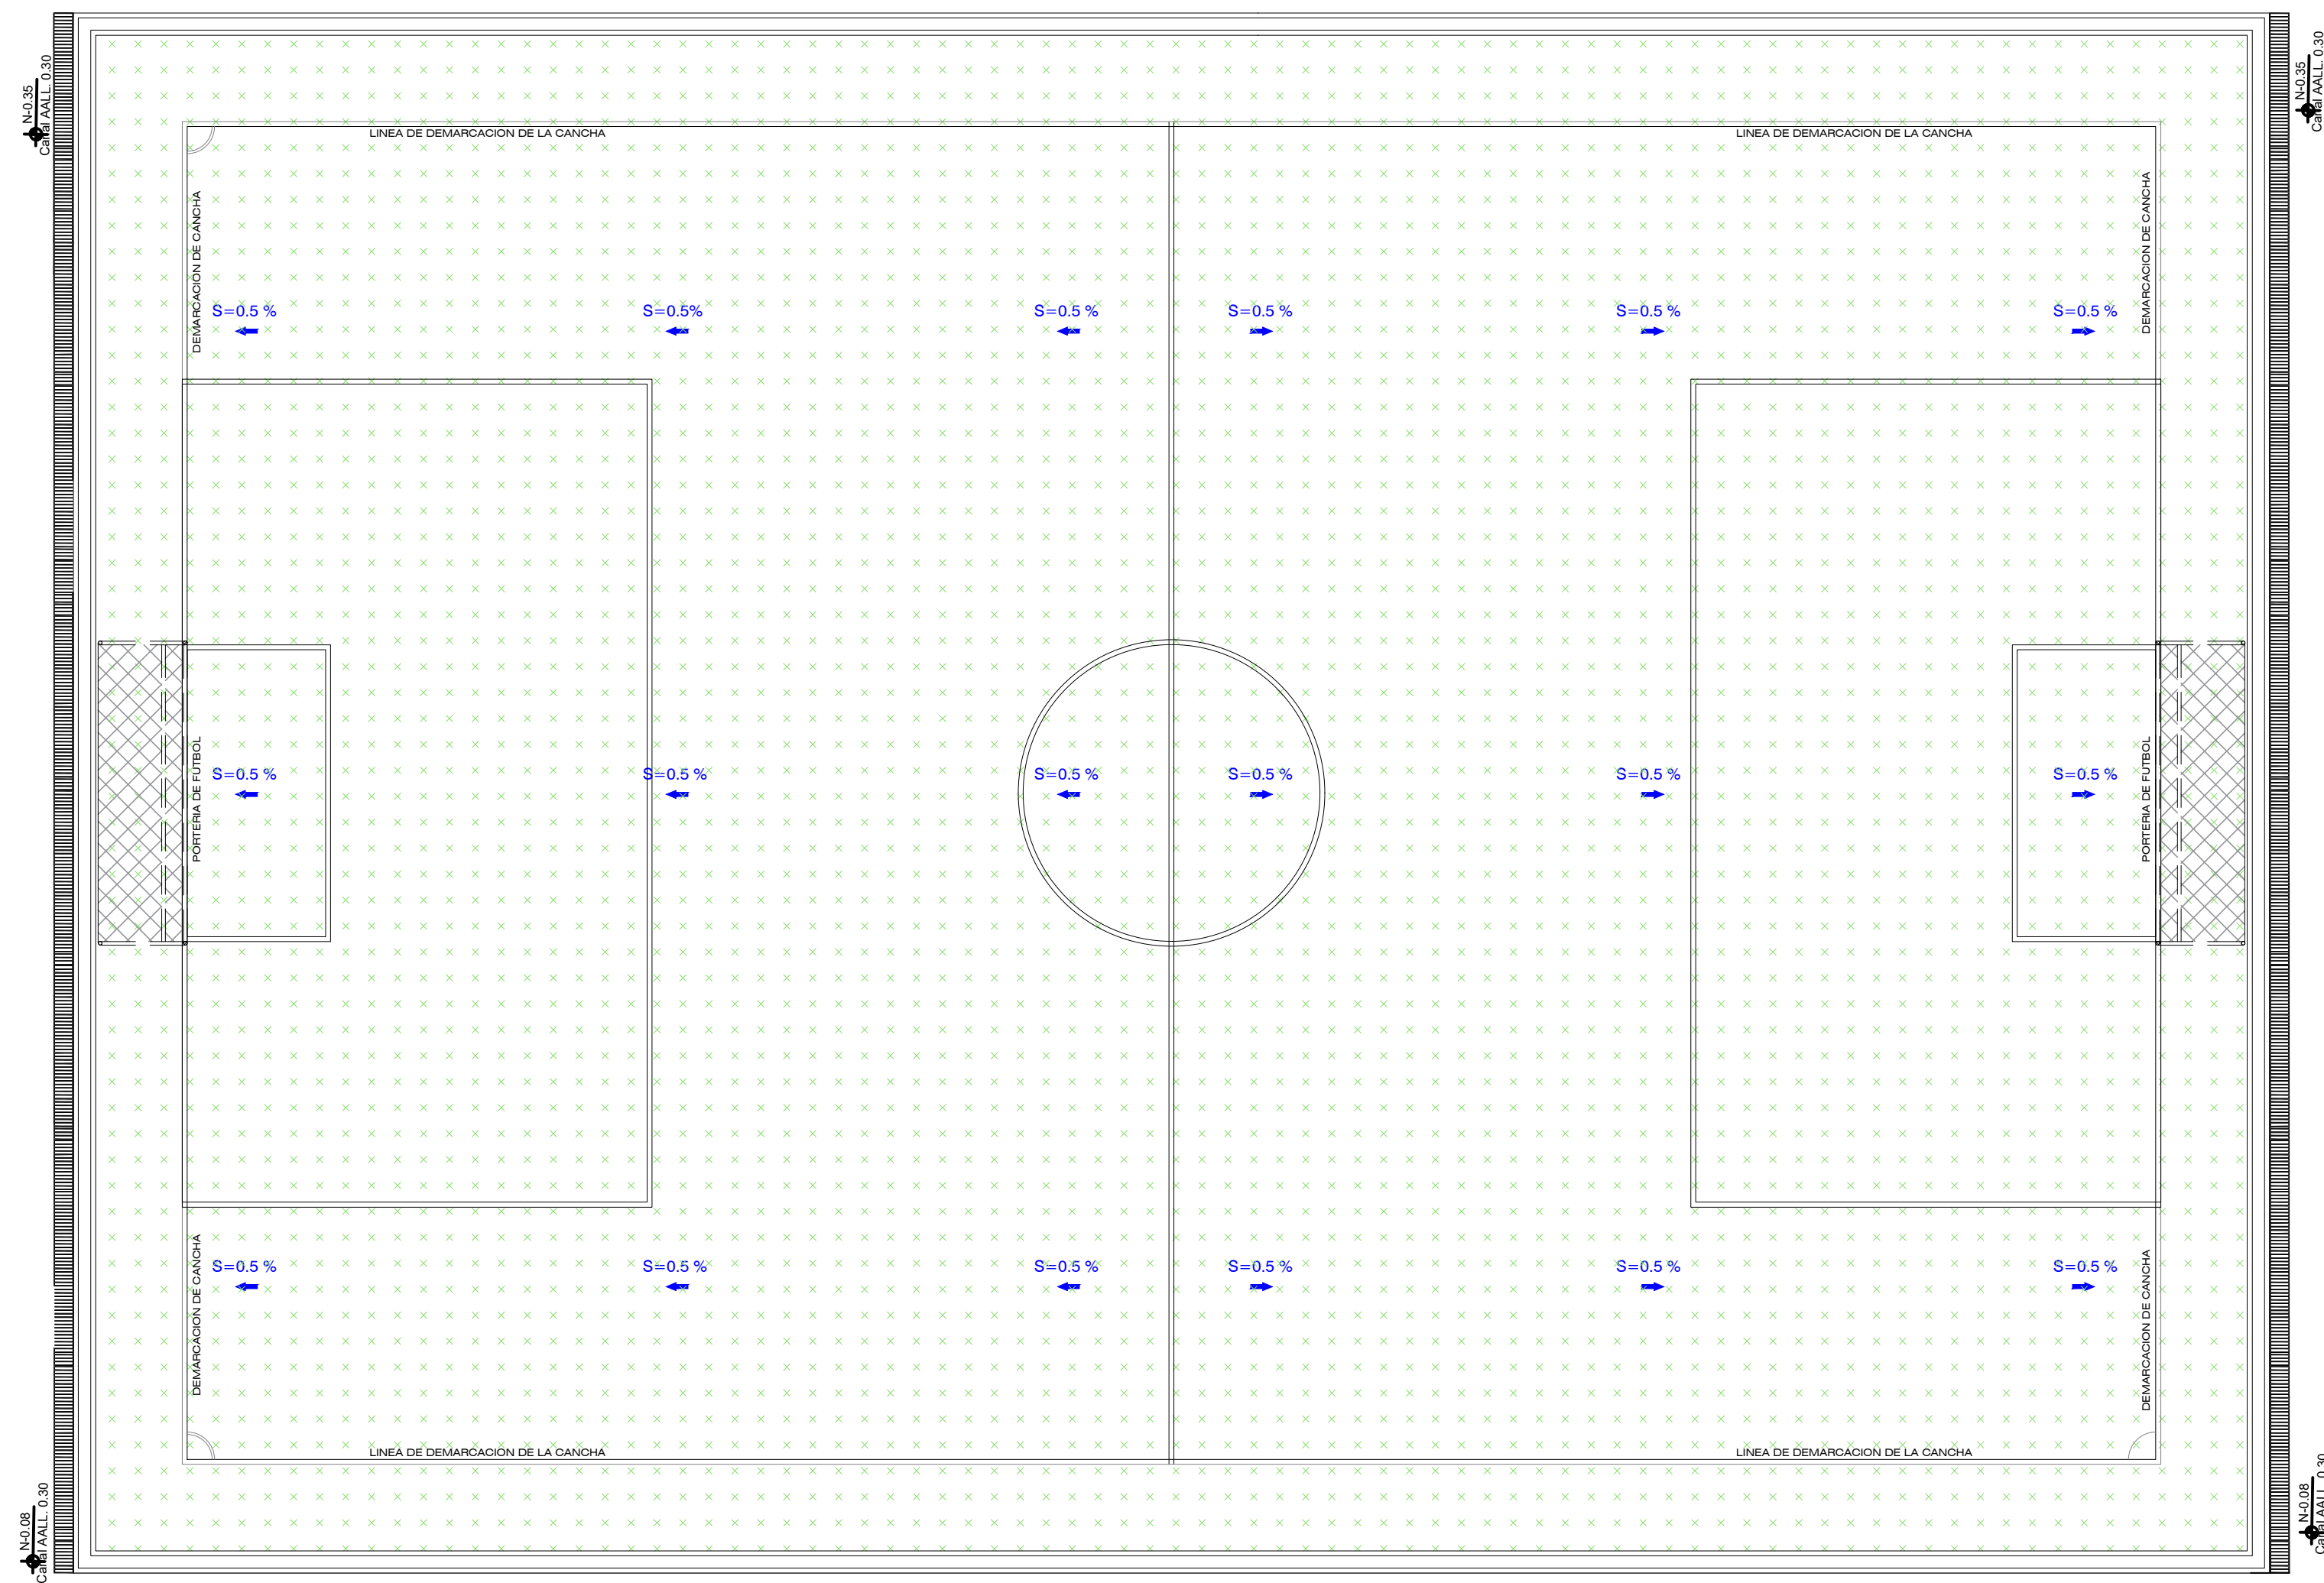 N-0.35
Canal AALL. 0.30
N-0.35
Canal AALL. 0.30
LINEA DE DEMARCACION DE LA CANCHA
LINEA DE DEMARCACION DE LA CANCHA
DEMARCACION DE CANCHA
DEMARCACION DE CANCHA
S=0.5 %
S=0.5%
S=0.5 %
S=0.5 %
S=0.5 %
S=0.5 %
PORTERIA DE FUTBOL
PORTERIA DE FUTBOL
S=0.5 %
S=0.5 %
S=0.5 %
S=0.5 %
S=0.5 %
S=0.5 %
DEMARCACION DE CANCHA
DEMARCACION DE CANCHA
S=0.5 %
S=0.5 %
S=0.5 %
S=0.5 %
S=0.5 %
S=0.5 %
LINEA DE DEMARCACION DE LA CANCHA
LINEA DE DEMARCACION DE LA CANCHA
N-0.08
Canal AALL. 0.30
N-0.08
Canal AALL. 0.30